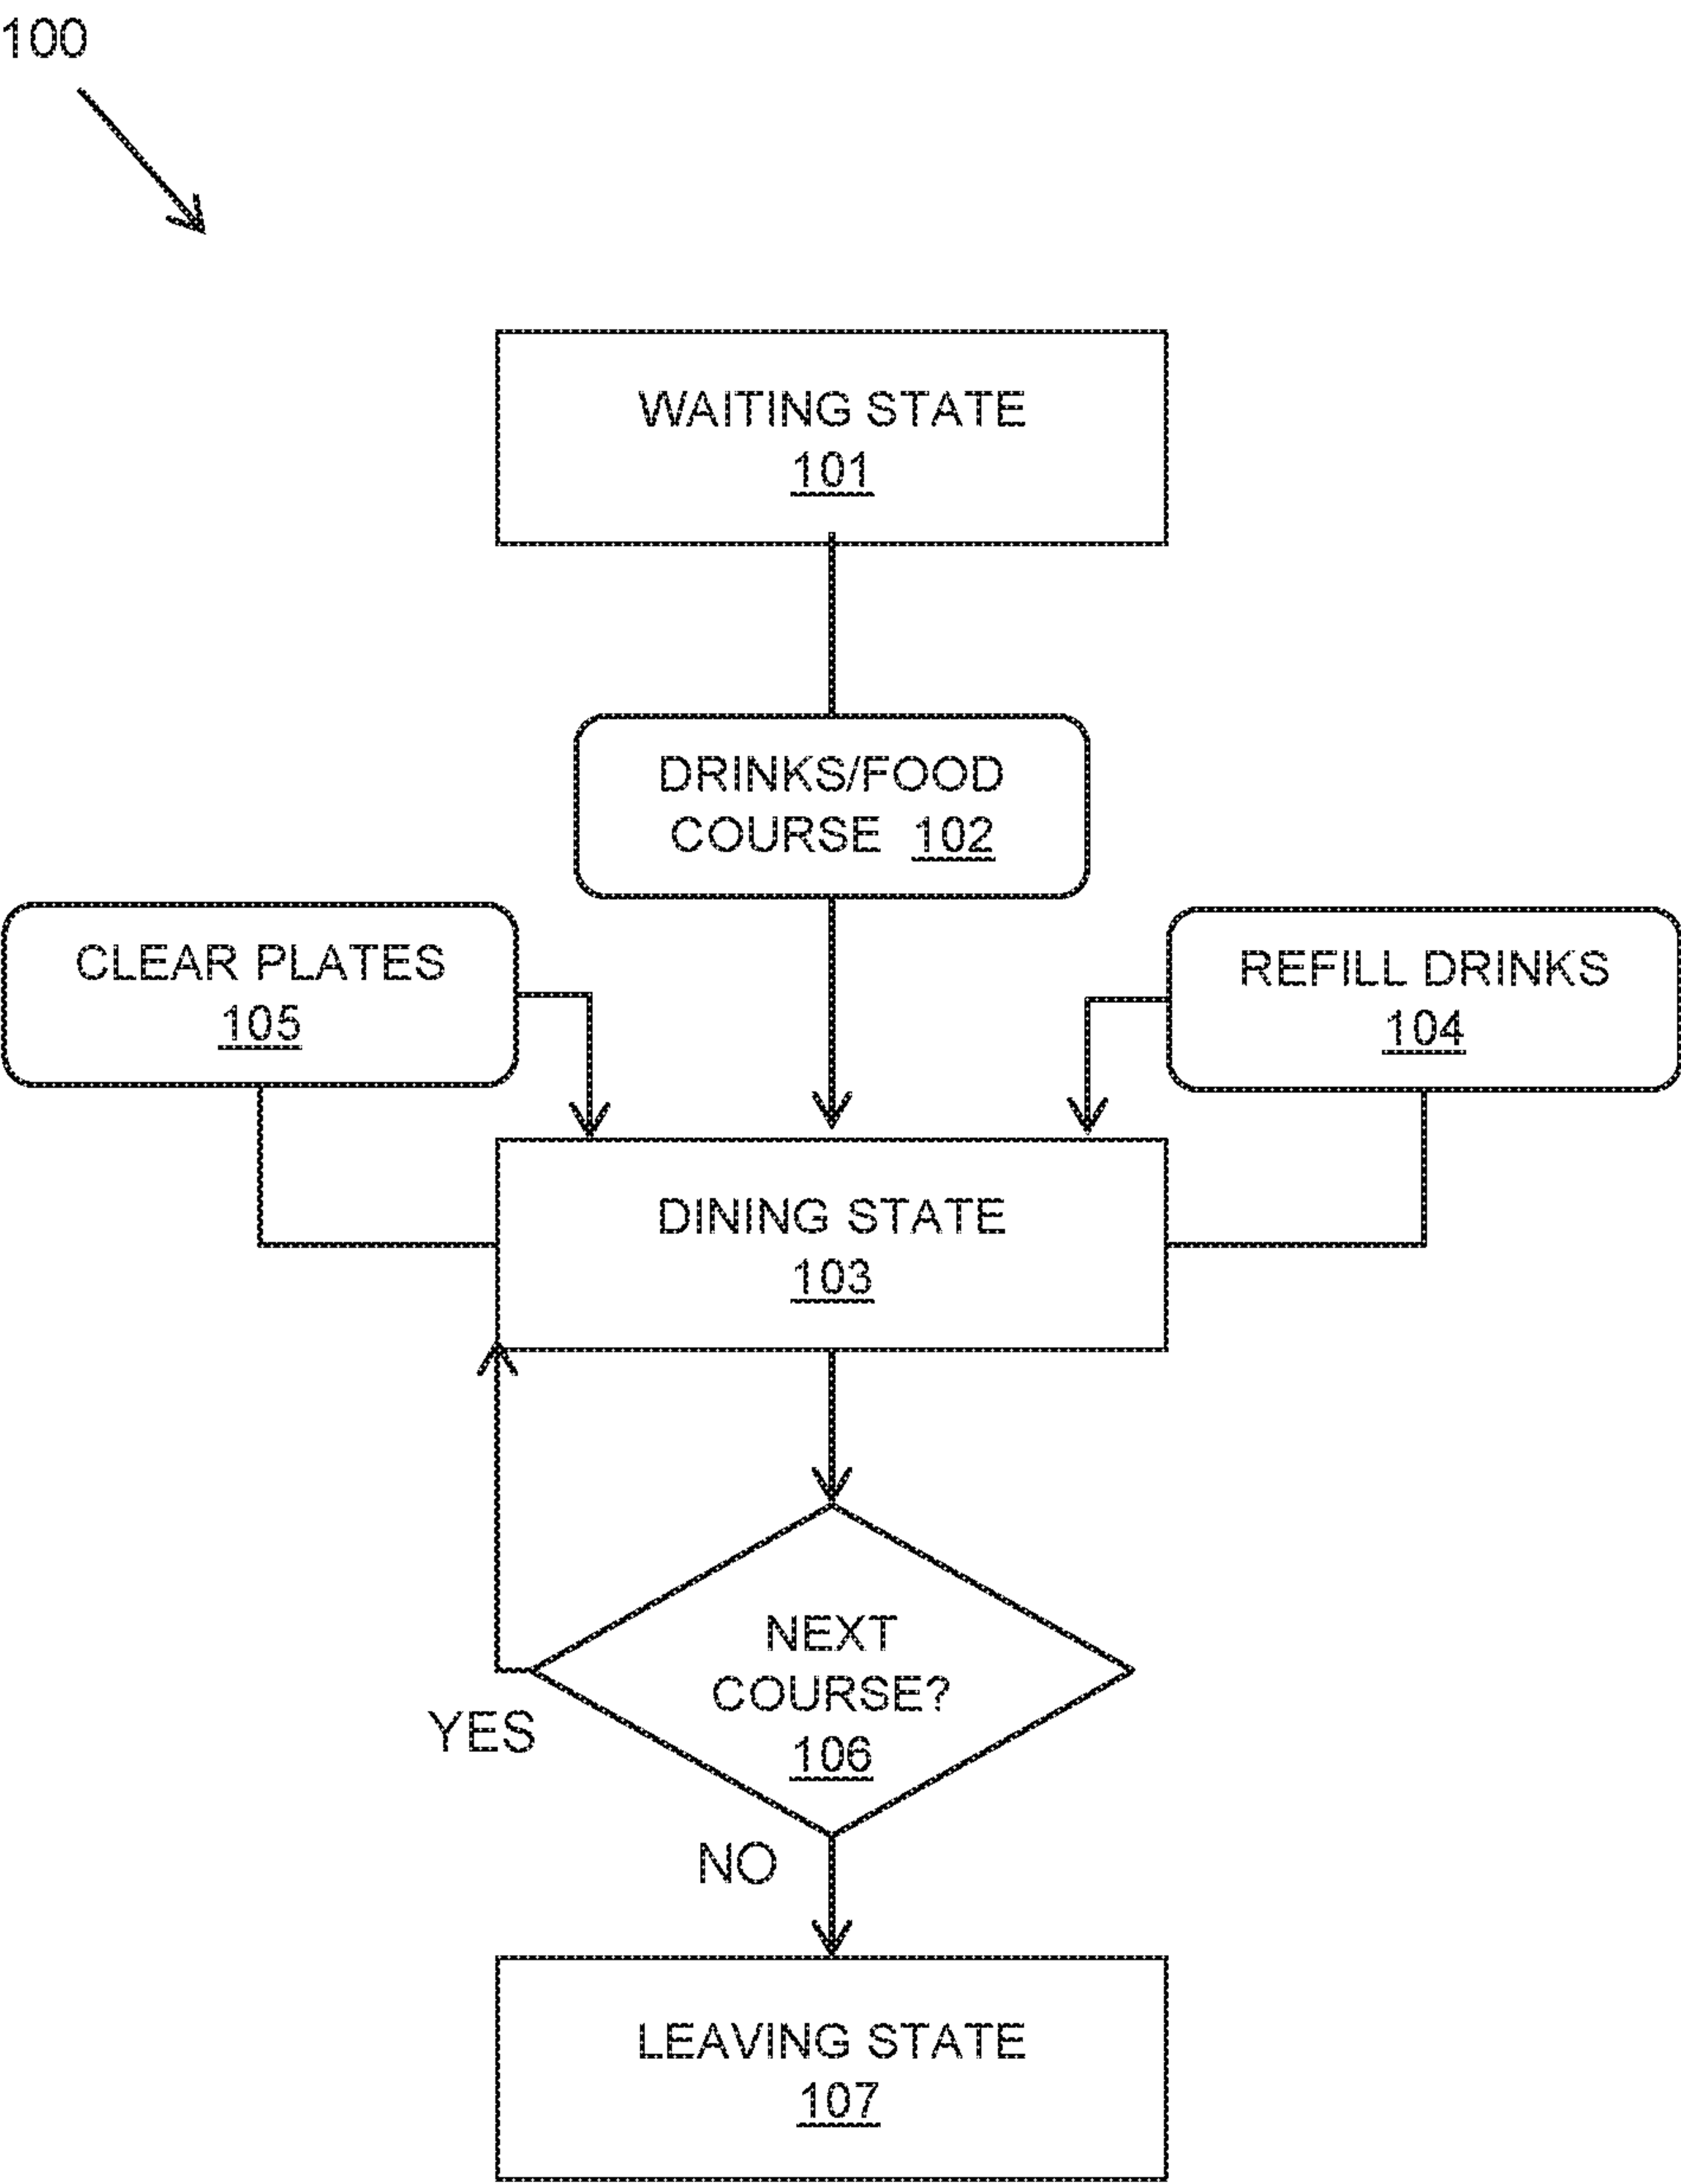 100
WAITING STATE
101
DRINKS/FOOD
COURSE 102
CLEAR PLATES
105
REFILL DRINKS
104
DINING STATE
103
NEXT
COURSE?
106
YES
NO
LEAVING STATE
107